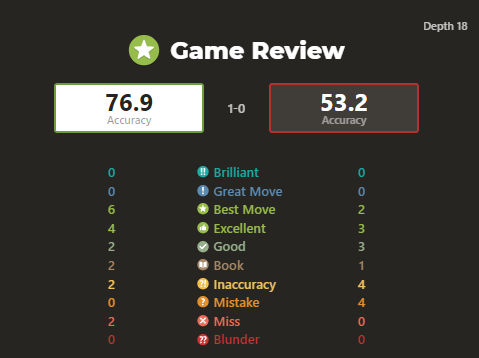 Depth 18
Game Review
76.9 1-0 53.2
Accuracy Accuracy
0 !! Brilliant 0
0 ! Great Move 0
6 Best Move 2
4 Excellent 3
2 Good 3
2 Book 1
2 ?! Inaccuracy 4
0 ? Mistake 4
2 Miss 0
0 ?? Blunder 0